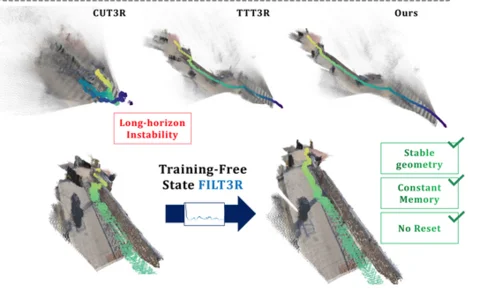 CUT3R
TTT3R
Ours
Long-horizon
Instability
Training-Free
State FILT3R
Stable
geometry
Constant
Memory
No Reset